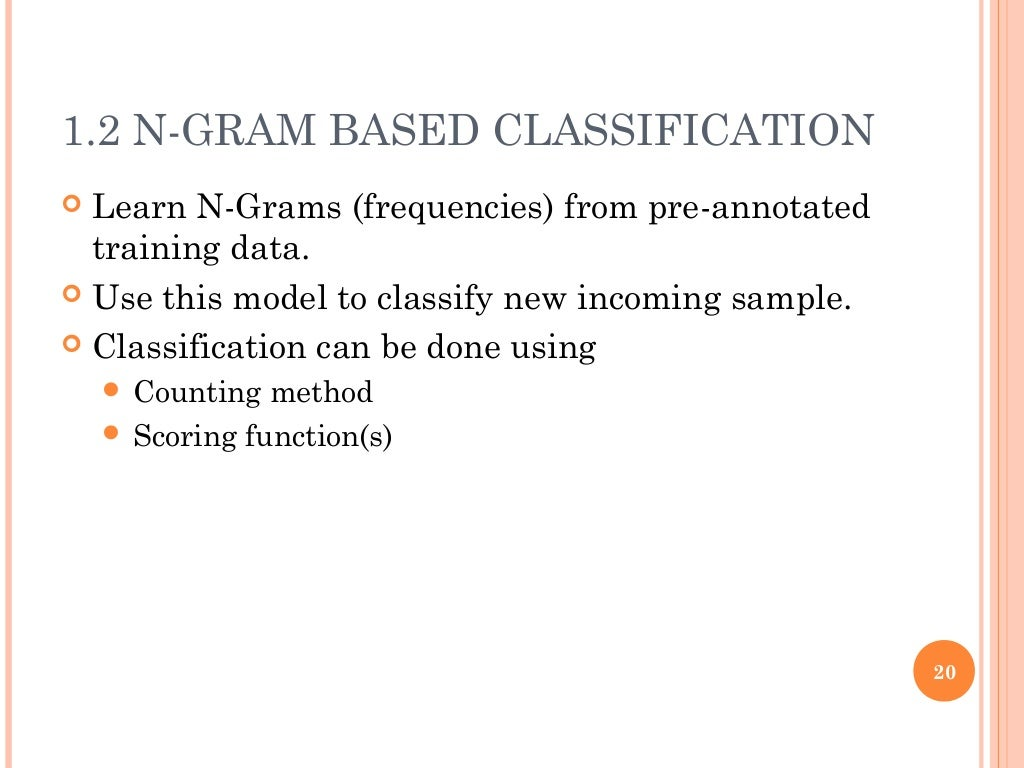 1.2 N-GRAM BASED CLASSIFICATION
Learn N-Grams (frequencies) from pre-annotated
training data.
Use this model to classify new incoming sample.
Classification can be done using
Counting method
Scoring function(s)
20